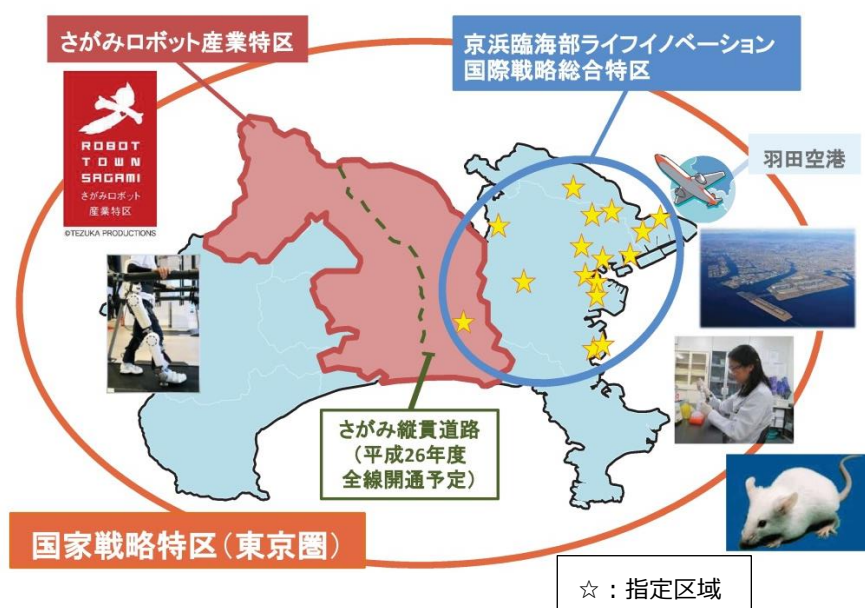 さがみロボット産業特区
京浜臨海部ライフイノベーション
国際戦略総合特区
ROBOT
TOWN
SAGAMI
さがみロボット
産業特区
©TEZUKA PRODUCTIONS
羽田空港
さがみ縦貫道路
（平成26年度
全線開通予定）
国家戦略特区（東京圏）
☆：指定区域